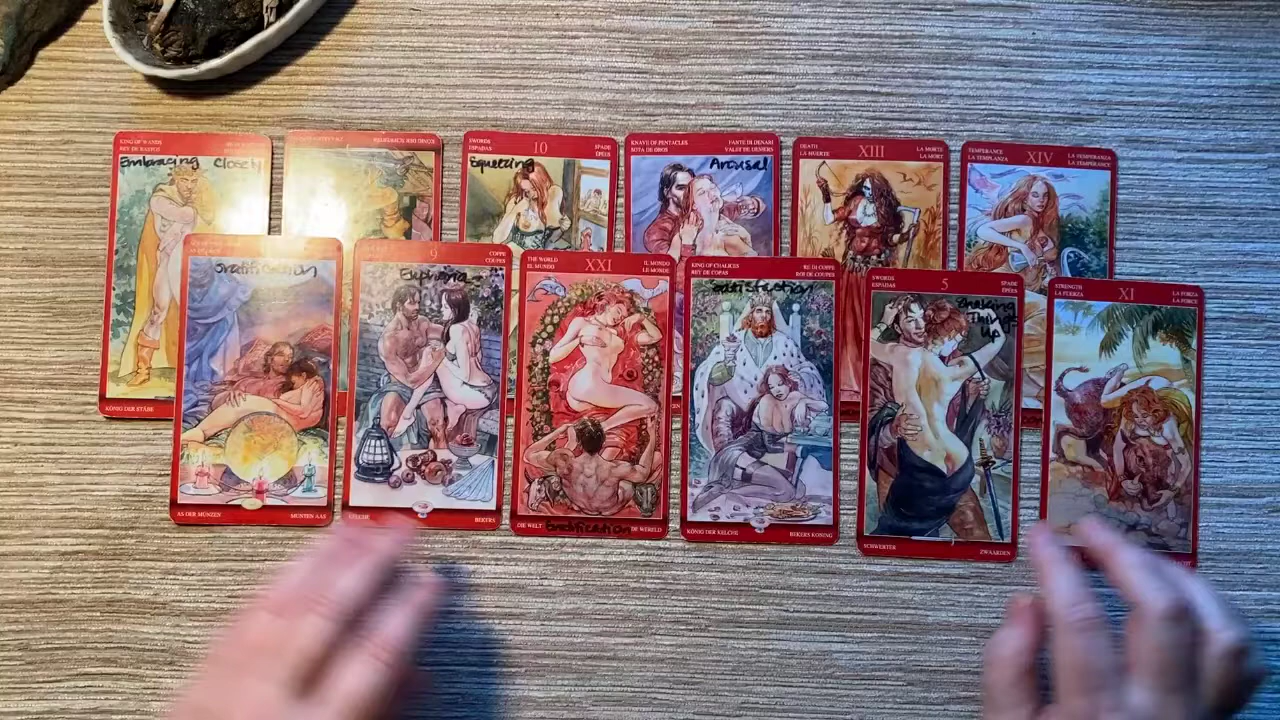 KING OF WANDS
REY DE BASTOS
Embracing Closely
KÖNIG DER STÄBE
SWORDS
ESPADAS
10
SPADE
ÉPÉES
Squeezing
KNAVE OF PENTACLES
SOTA DE OROS
FANTE DI DENARI
VALET DE DENIERS
Arousal
DEATH
LA MUERTE
XIII
LA MORTE
LA MORT
TEMPERANCE
LA TEMPLANZA
XIV
LA TEMPERANZA
LA TEMPÉRANCE
Gratification
AS DER MÜNZEN
MUNTEN AAS
9
COPPE
COUPES
Euphoria
KELCHE
BEKERS
THE WORLD
EL MUNDO
XXI
IL MONDO
LE MONDE
DIE WELT
Gratification
DE WERELD
KING OF CHALICES
REY DE COPAS
RE DI COPPE
ROI DE COUPES
Satisfaction
KÖNIG DER KELCHE
BEKERS KONING
SWORDS
ESPADAS
5
SPADE
ÉPÉES
Shaking
Things
Up
SCHWERTER
ZWAARDEN
STRENGTH
LA FUERZA
XI
LA FORZA
LA FORCE